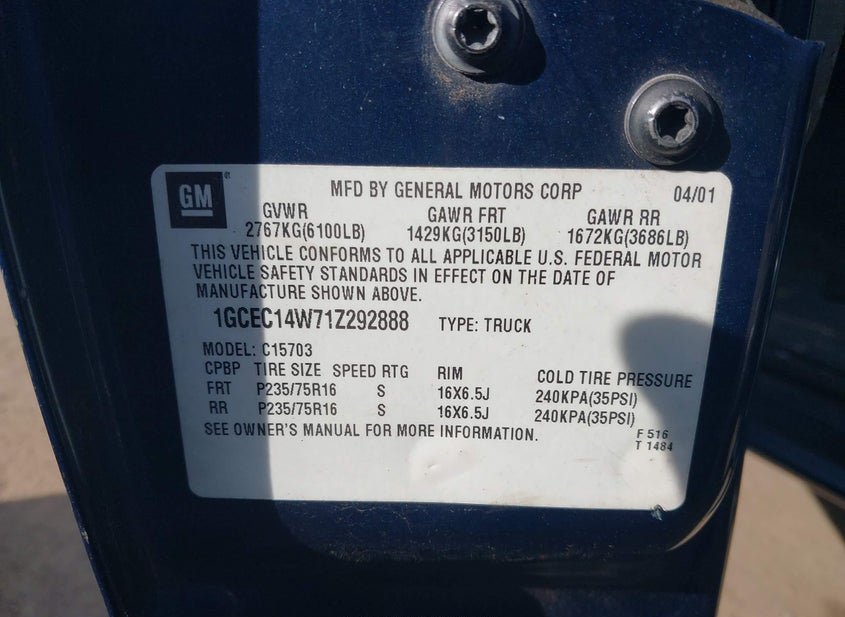 GM
MFD BY GENERAL MOTORS CORP 04/01
GVWR GAWR FRT GAWR RR
2767KG(6100LB) 1429KG(3150LB) 1672KG(3686LB)
THIS VEHICLE CONFORMS TO ALL APPLICABLE U.S. FEDERAL MOTOR
VEHICLE SAFETY STANDARDS IN EFFECT ON THE DATE OF
MANUFACTURE SHOWN ABOVE.
1GCEC14W71Z292888 TYPE: TRUCK
MODEL: C15703
CPBP TIRE SIZE SPEED RTG RIM COLD TIRE PRESSURE
FRT P235/75R16 S 16X6.5J 240KPA(35PSI)
RR P235/75R16 S 16X6.5J 240KPA(35PSI)
SEE OWNER'S MANUAL FOR MORE INFORMATION. F 516
T 1484